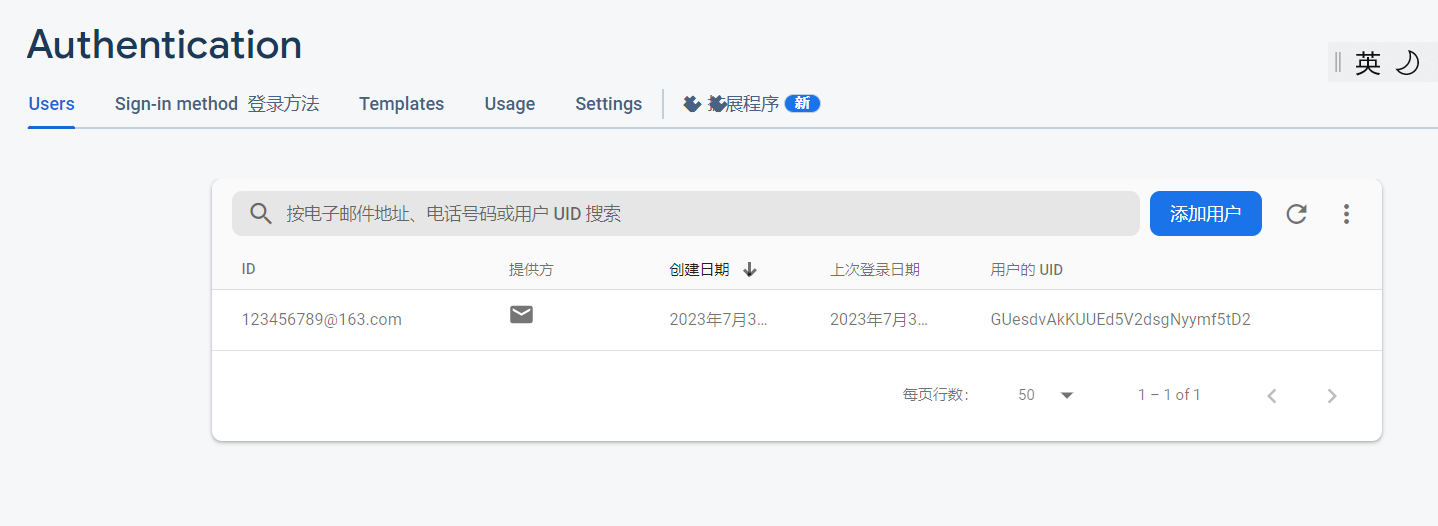 Authentication
英
Users Sign-in method 登录方法 Templates Usage Settings 扩展程序 新
按电子邮件地址、电话号码或用户 UID 搜索 添加用户
ID 提供方 创建日期 上次登录日期 用户的 UID
123456789@163.com 2023年7月3... 2023年7月3... GUesdvAkKUUEd5V2dsgNyymf5tD2
每页行数: 50 1 – 1 of 1